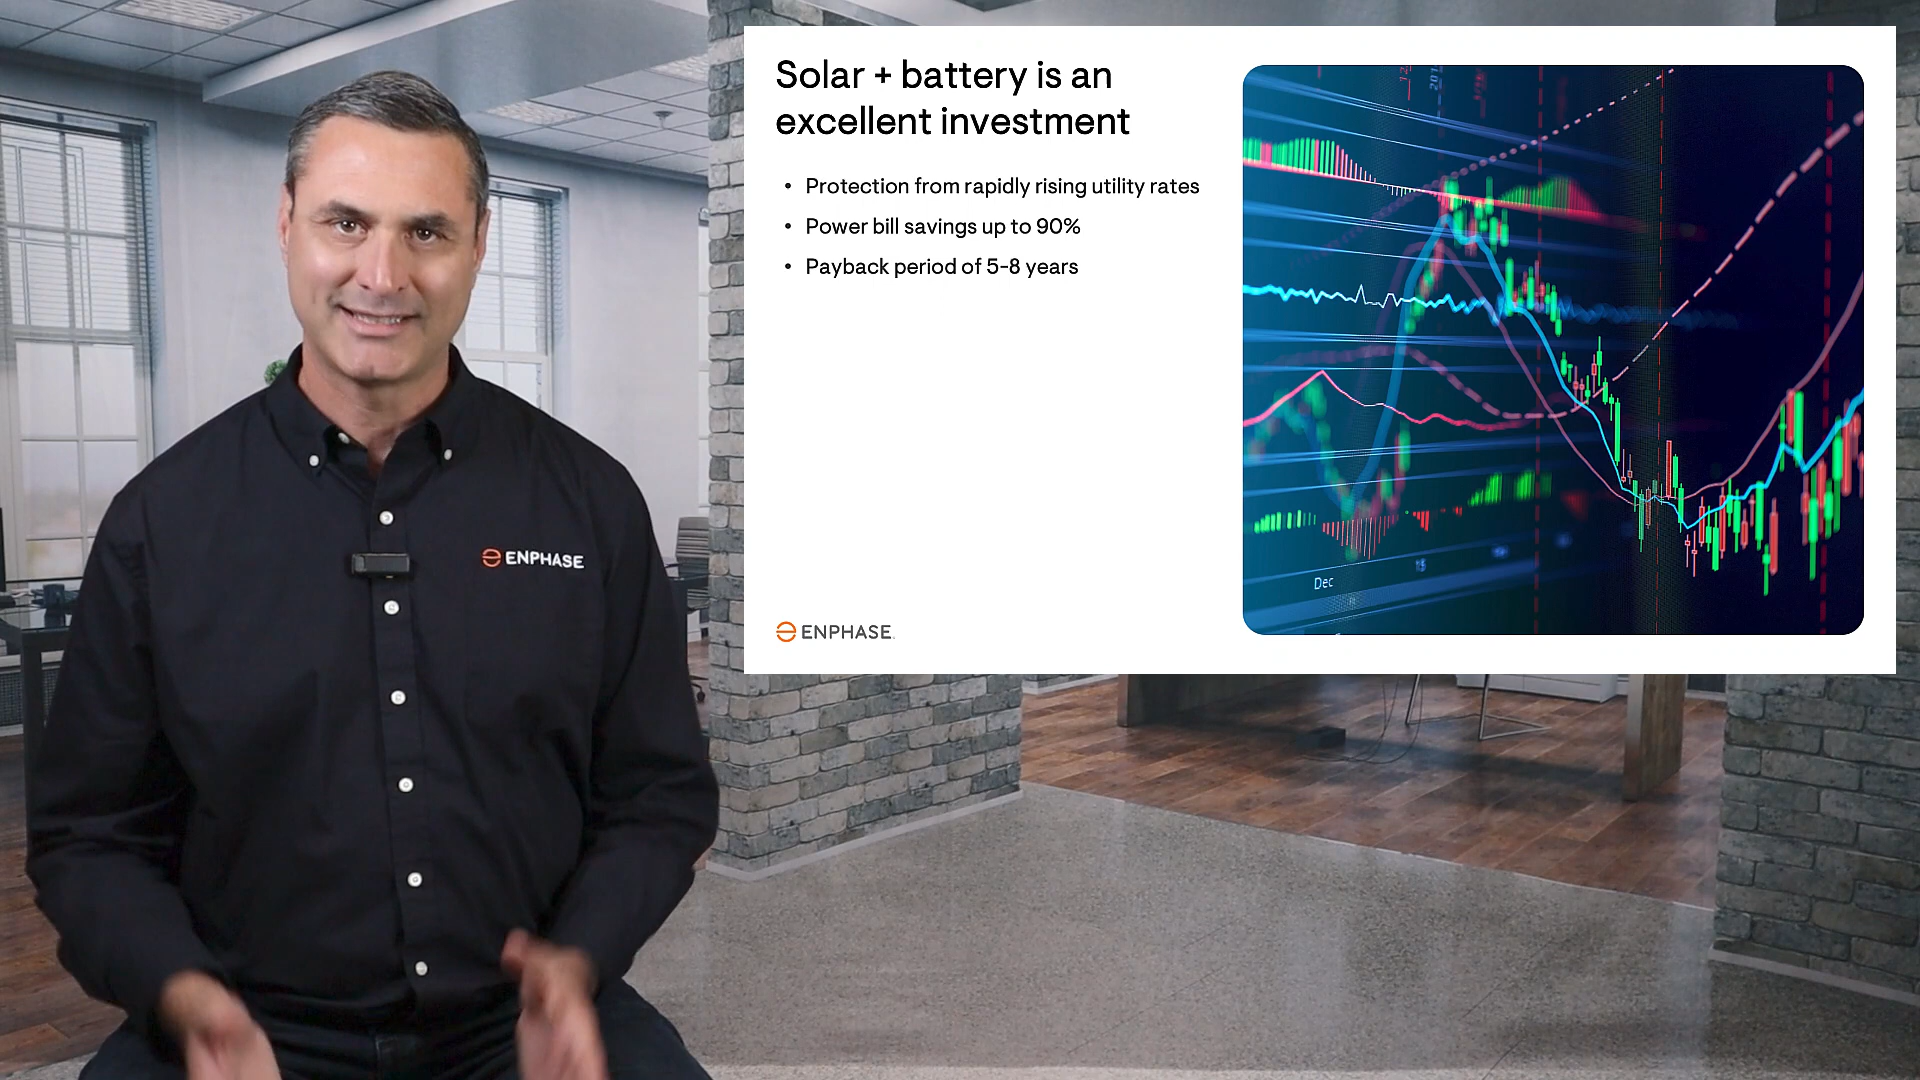 Solar + battery is an
excellent investment
• Protection from rapidly rising utility rates
• Power bill savings up to 90%
• Payback period of 5-8 years
ENPHASE
Dec
ENPHASE